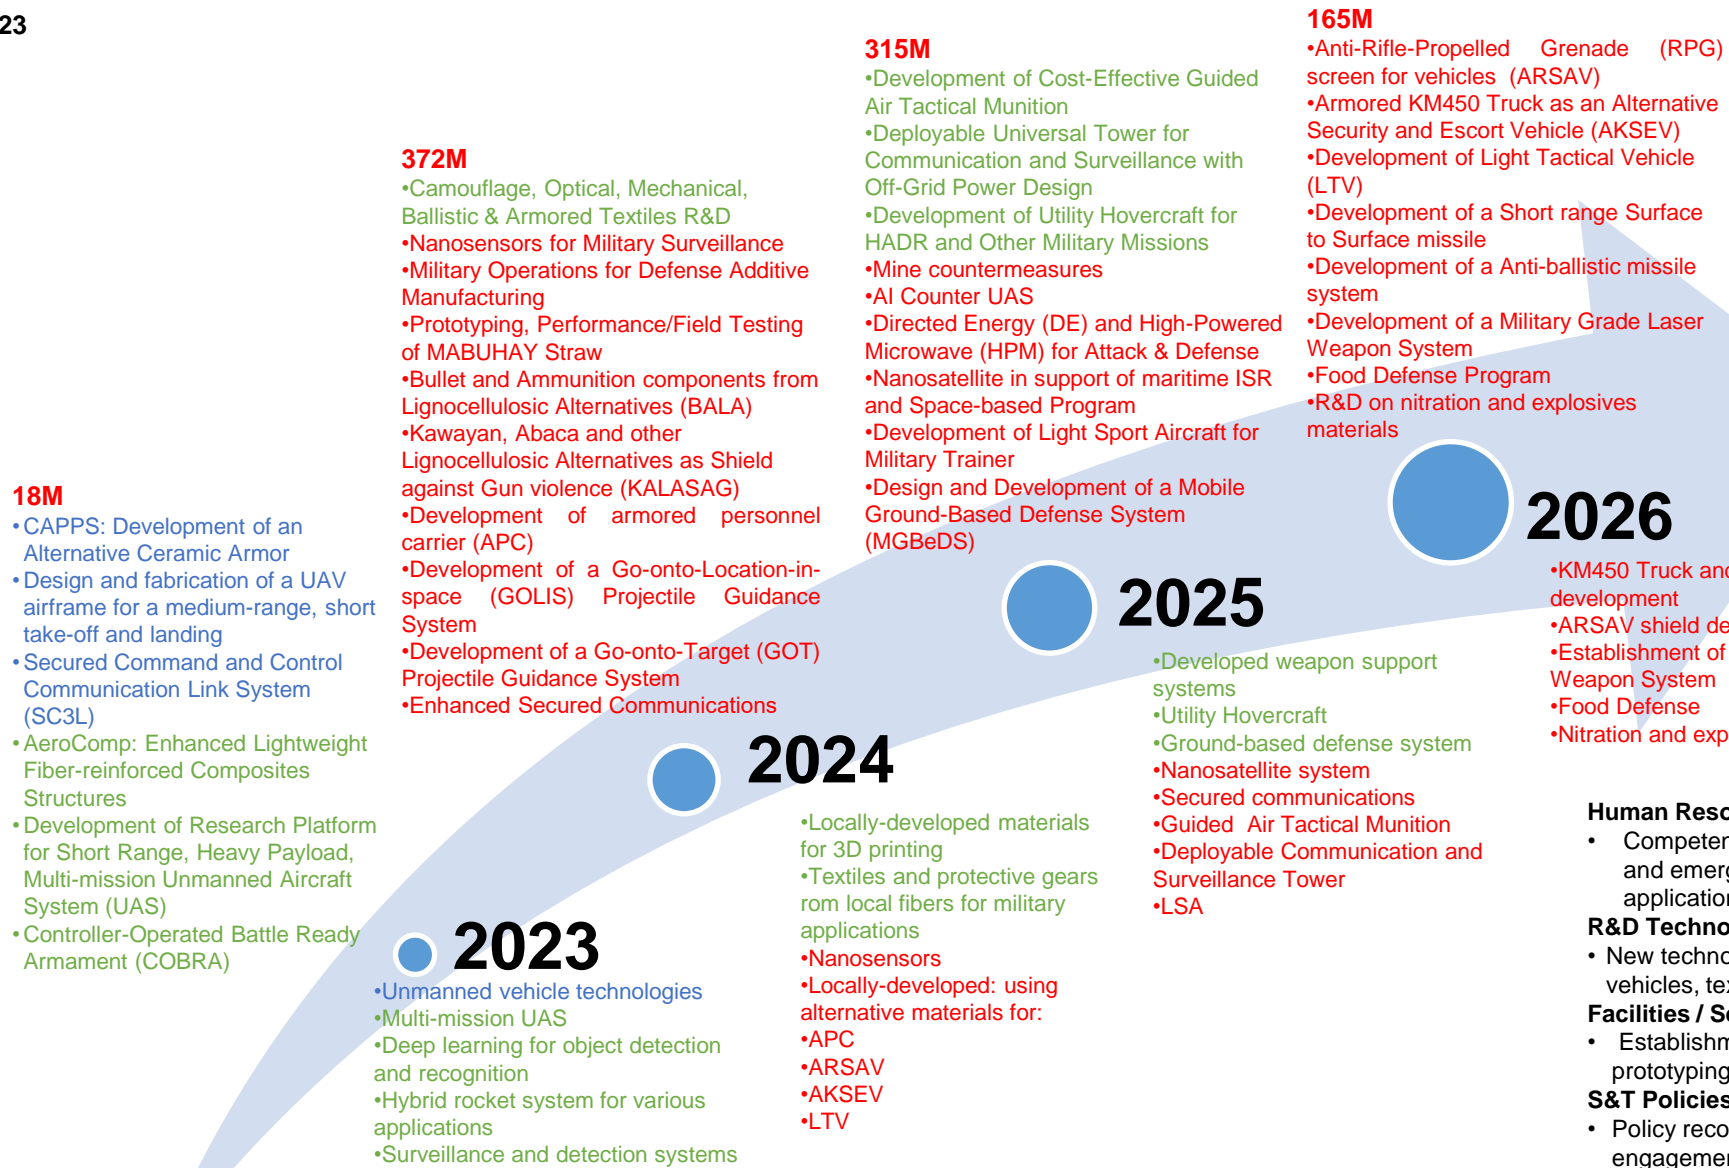 23
18M
•CAPPS: Development of an
Alternative Ceramic Armor
•Design and fabrication of a UAV
airframe for a medium-range, short
take-off and landing
•Secured Command and Control
Communication Link System
(SC3L)
•AeroComp: Enhanced Lightweight
Fiber-reinforced Composites
Structures
•Development of Research Platform
for Short Range, Heavy Payload,
Multi-mission Unmanned Aircraft
System (UAS)
•Controller-Operated Battle Ready
Armament (COBRA)
2023
•Unmanned vehicle technologies
•Multi-mission UAS
•Deep learning for object detection
and recognition
•Hybrid rocket system for various
applications
•Surveillance and detection systems
372M
•Camouflage, Optical, Mechanical,
Ballistic & Armored Textiles R&D
•Nanosensors for Military Surveillance
•Military Operations for Defense Additive
Manufacturing
•Prototyping, Performance/Field Testing
of MABUHAY Straw
•Bullet and Ammunition components from
Lignocellulosic Alternatives (BALA)
•Kawayan, Abaca and other
Lignocellulosic Alternatives as Shield
against Gun violence (KALASAG)
•Development of armored personnel
carrier (APC)
•Development of a Go-onto-Location-in-
space (GOLIS) Projectile Guidance
System
•Development of a Go-onto-Target (GOT)
Projectile Guidance System
•Enhanced Secured Communications
2024
•Locally-developed materials
for 3D printing
•Textiles and protective gears
rom local fibers for military
applications
•Nanosensors
•Locally-developed: using
alternative materials for:
•APC
•ARSAV
•AKSEV
•LTV
315M
•Development of Cost-Effective Guided
Air Tactical Munition
•Deployable Universal Tower for
Communication and Surveillance with
Off-Grid Power Design
•Development of Utility Hovercraft for
HADR and Other Military Missions
•Mine countermeasures
•AI Counter UAS
•Directed Energy (DE) and High-Powered
Microwave (HPM) for Attack & Defense
•Nanosatellite in support of maritime ISR
and Space-based Program
•Development of Light Sport Aircraft for
Military Trainer
•Design and Development of a Mobile
Ground-Based Defense System
(MGBeDS)
2025
•Developed weapon support
systems
•Utility Hovercraft
•Ground-based defense system
•Nanosatellite system
•Secured communications
•Guided Air Tactical Munition
•Deployable Communication and
Surveillance Tower
•LSA
165M
•Anti-Rifle-Propelled Grenade (RPG)
screen for vehicles (ARSAV)
•Armored KM450 Truck as an Alternative
Security and Escort Vehicle (AKSEV)
•Development of Light Tactical Vehicle
(LTV)
•Development of a Short range Surface
to Surface missile
•Development of a Anti-ballistic missile
system
•Development of a Military Grade Laser
Weapon System
•Food Defense Program
•R&D on nitration and explosives
materials
2026
•KM450 Truck
development
•ARSAV shield
•Establishment of
Weapon System
•Food Defense
•Nitration and
Human
•
and
•
R&D
• New
vehicles,
Facilities /
•
prototyping
S&T Policies
• Policy